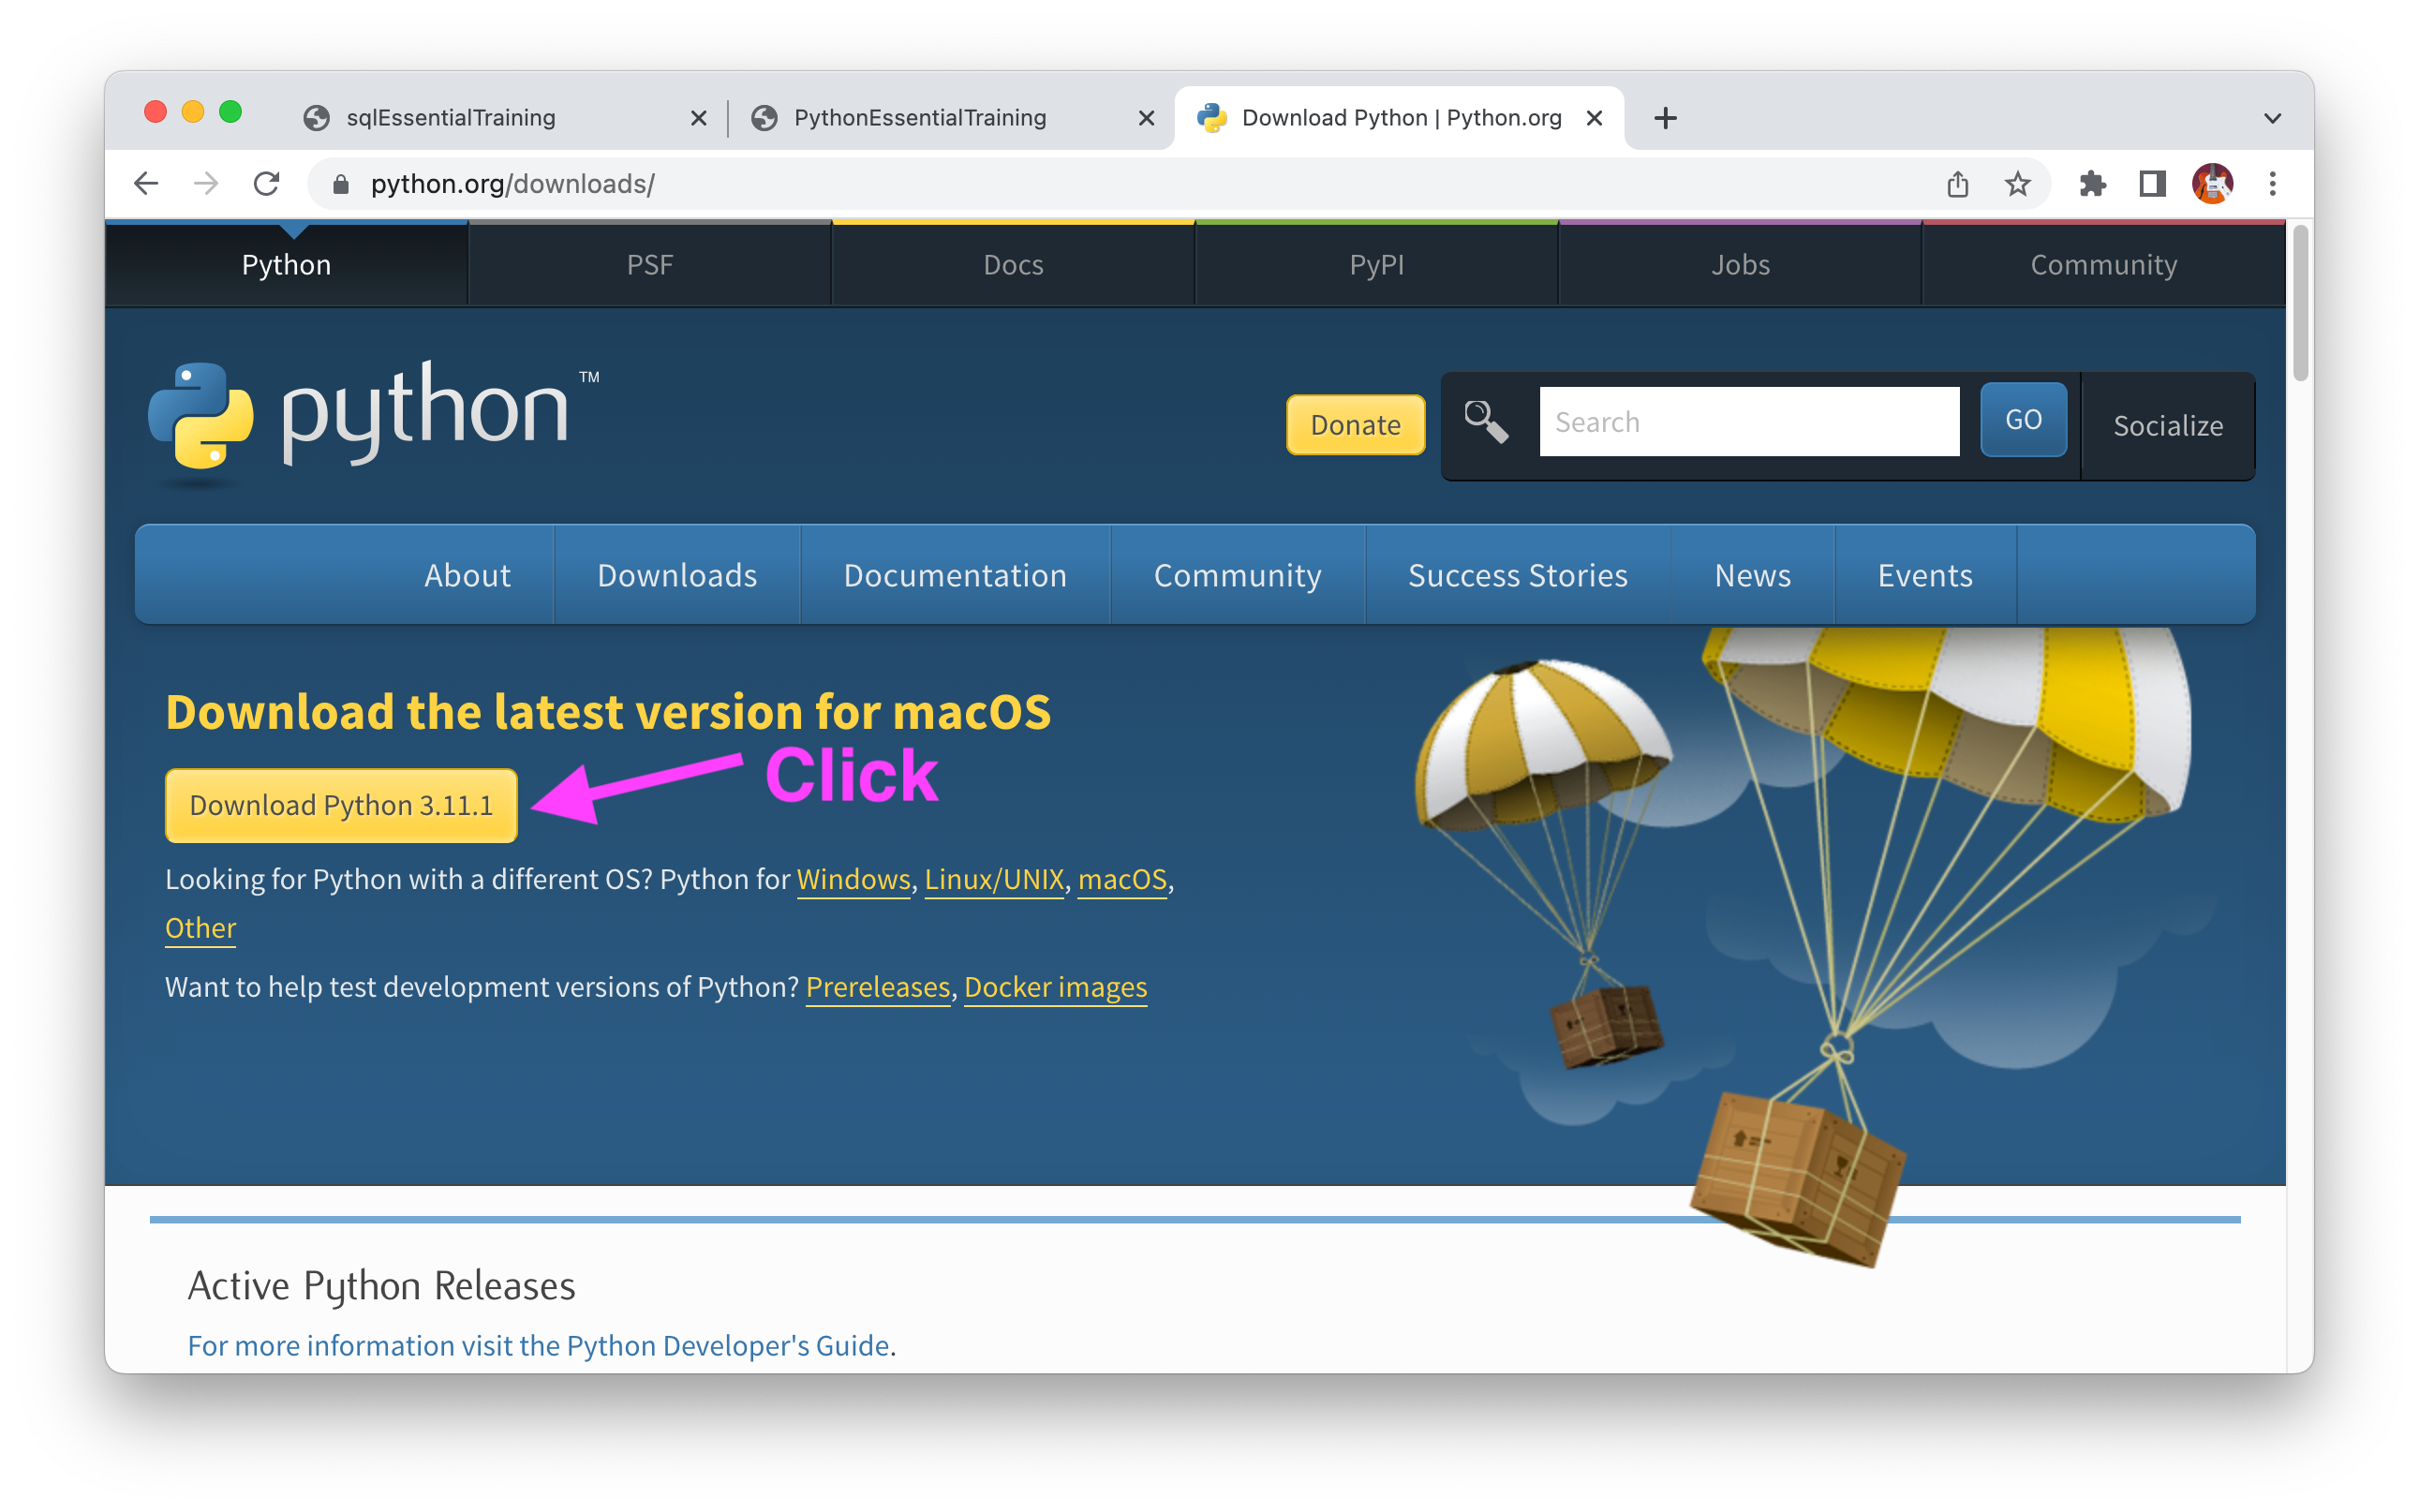 sqlEssentialTraining
PythonEssentialTraining
Download Python | Python.org
python.org/downloads/
Python
PSF
Docs
PyPI
Jobs
Community
python™
Donate
Search
GO
Socialize
About
Downloads
Documentation
Community
Success Stories
News
Events
Download the latest version for macOS
Click
Download Python 3.11.1
Looking for Python with a different OS? Python for Windows, Linux/UNIX, macOS,
Other
Want to help test development versions of Python? Prereleases, Docker images
Active Python Releases
For more information visit the Python Developer's Guide.